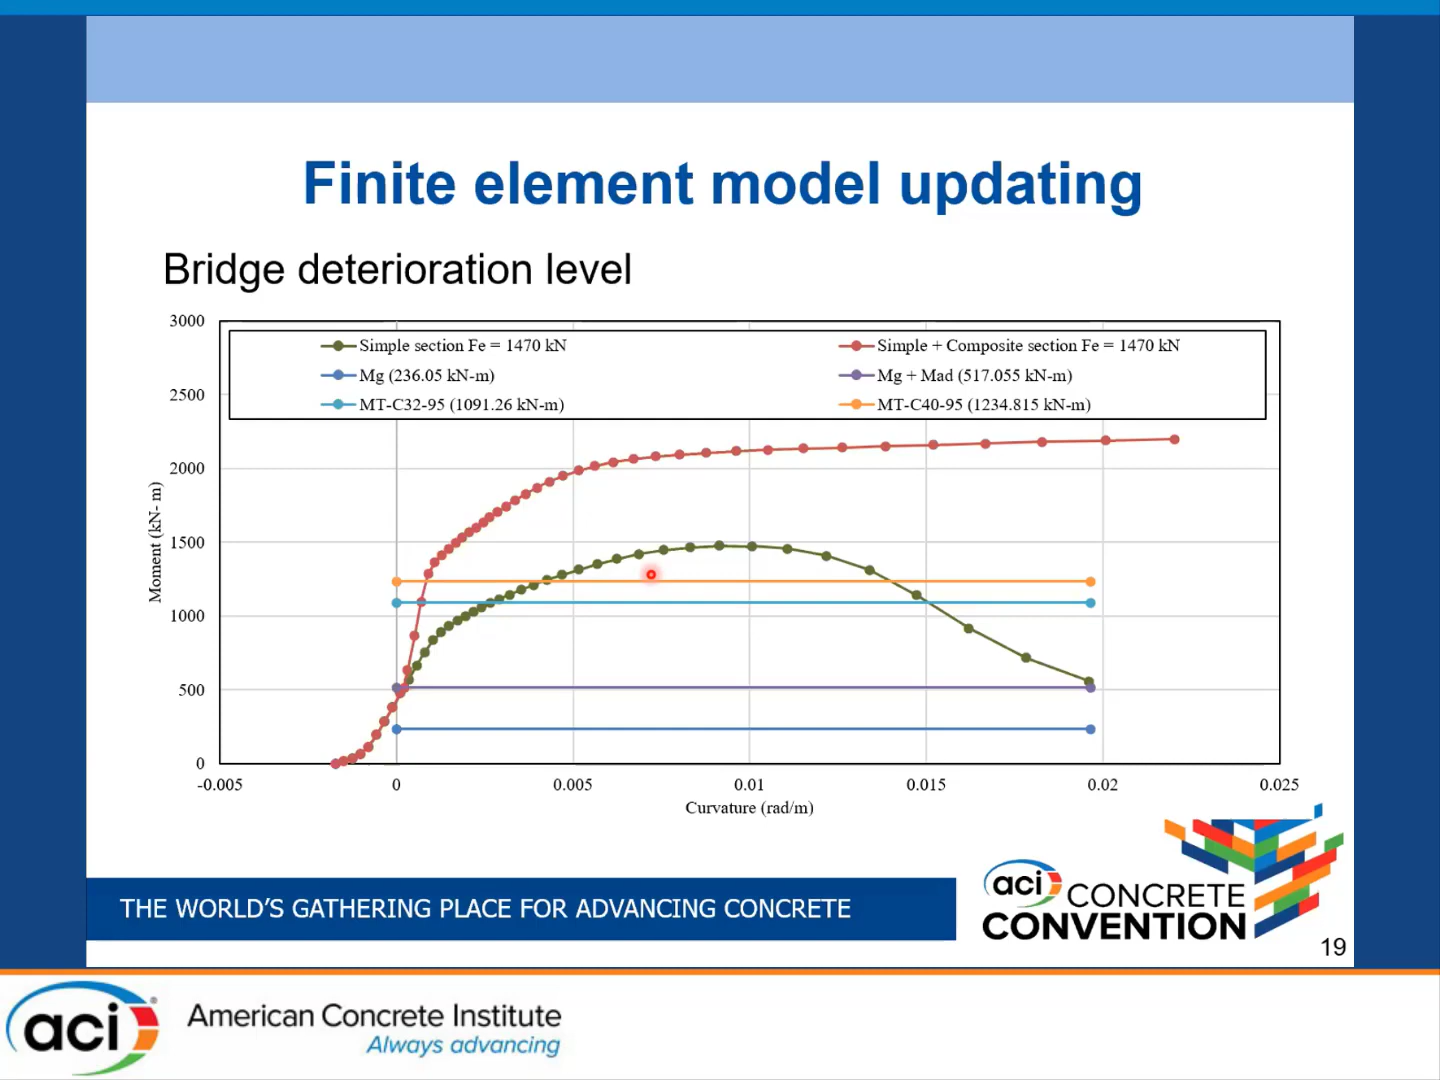 Finite element model updating
Bridge deterioration level
3000
2500
2000
1500
1000
500
0
Moment (kN- m)
Simple section Fe = 1470 kN
Simple + Composite section Fe = 1470 kN
Mg (236.05 kN-m)
Mg + Mad (517.055 kN-m)
MT-C32-95 (1091.26 kN-m)
MT-C40-95 (1234.815 kN-m)
-0.005
0
0.005
0.01
0.015
0.02
0.025
Curvature (rad/m)
THE WORLD'S GATHERING PLACE FOR ADVANCING CONCRETE
aci CONCRETE
CONVENTION
19
aci
American Concrete Institute
Always advancing